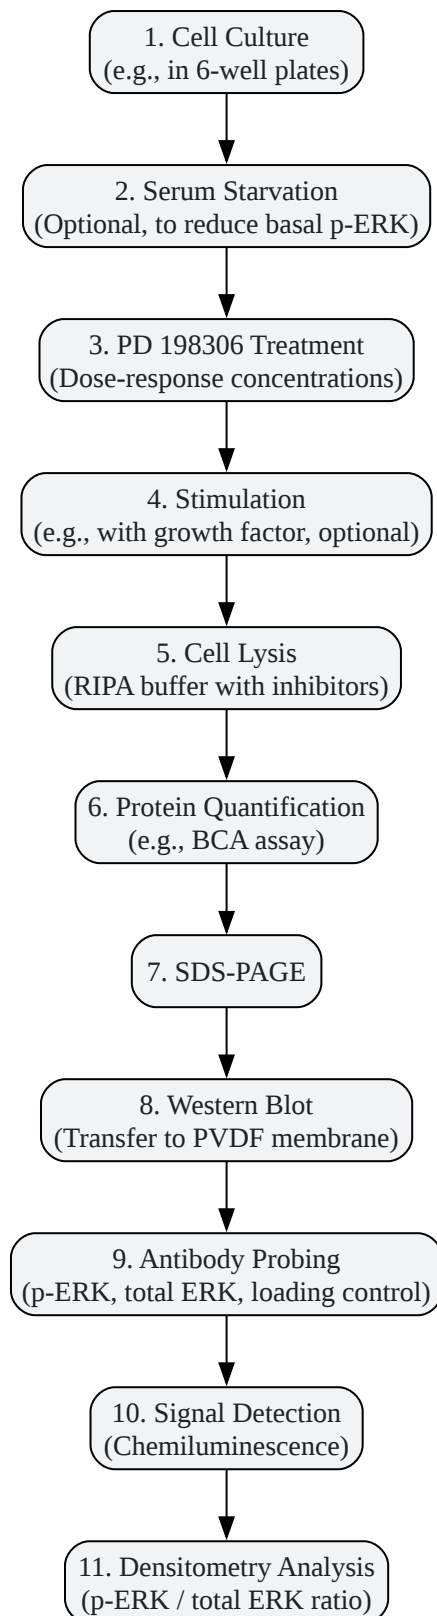 1. Cell Culture
(e.g., in 6-well plates)
2. Serum Starvation
(Optional, to reduce basal p-ERK)
3. PD 198306 Treatment
(Dose-response concentrations)
4. Stimulation
(e.g., with growth factor, optional)
5. Cell Lysis
(RIPA buffer with inhibitors)
6. Protein Quantification
(e.g., BCA assay)
7. SDS-PAGE
8. Western Blot
(Transfer to PVDF membrane)
9. Antibody Probing
(p-ERK, total ERK, loading control)
10. Signal Detection
(Chemiluminescence)
11. Densitometry Analysis
(p-ERK / total ERK ratio)